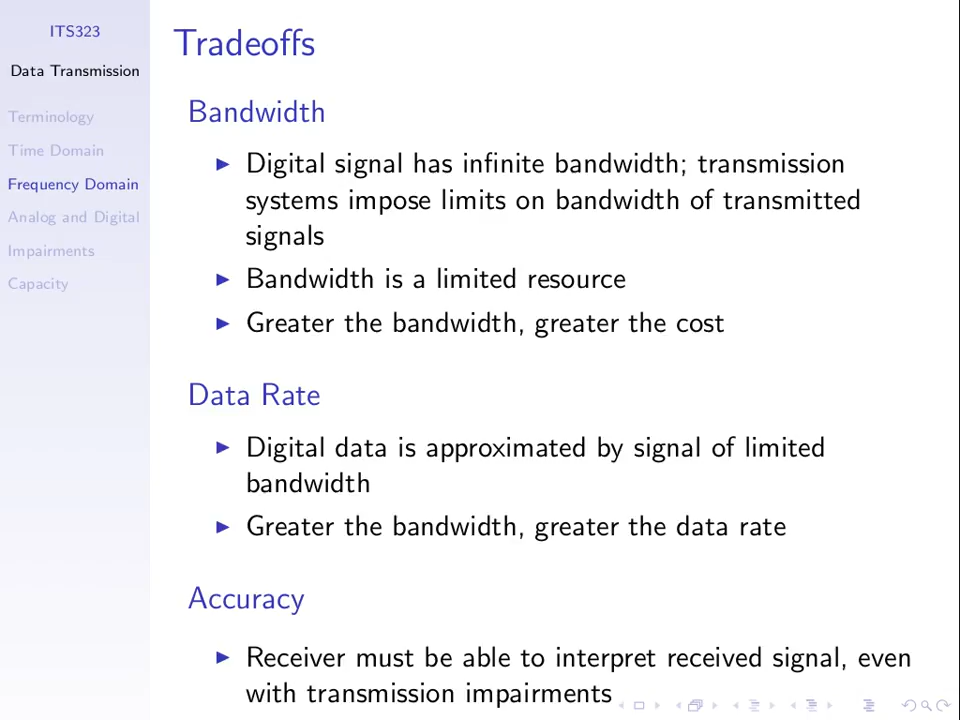 ITS323
Data Transmission
Terminology
Time Domain
Frequency Domain
Analog and Digital
Impairments
Capacity
Tradeoffs
Bandwidth
Digital signal has infinite bandwidth; transmission
systems impose limits on bandwidth of transmitted
signals
Bandwidth is a limited resource
Greater the bandwidth, greater the cost
Data Rate
Digital data is approximated by signal of limited
bandwidth
Greater the bandwidth, greater the data rate
Accuracy
Receiver must be able to interpret received signal, even
with transmission impairments